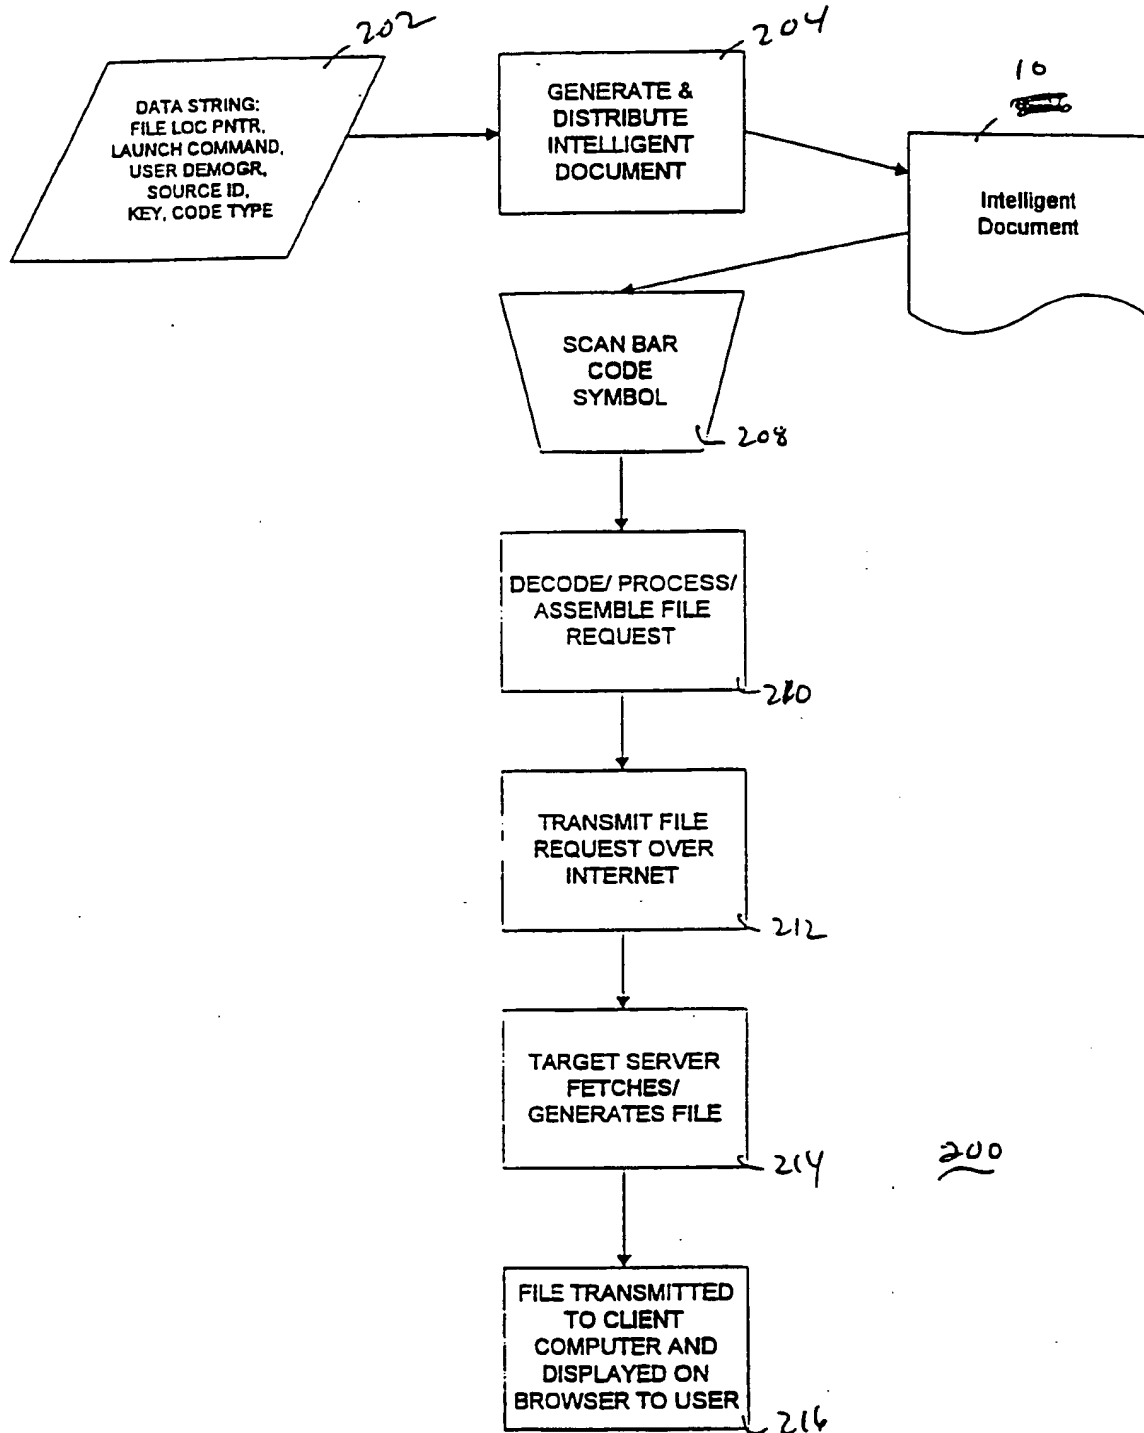 202
DATA STRING:
FILE LOC PNTR,
LAUNCH COMMAND,
USER DEMOGR,
SOURCE ID,
KEY, CODE TYPE
204
GENERATE &
DISTRIBUTE
INTELLIGENT
DOCUMENT
10
Intelligent
Document
SCAN BAR
CODE
SYMBOL
208
DECODE/ PROCESS/
ASSEMBLE FILE
REQUEST
210
TRANSMIT FILE
REQUEST OVER
INTERNET
212
TARGET SERVER
FETCHES/
GENERATES FILE
214
200
FILE TRANSMITTED
TO CLIENT
COMPUTER AND
DISPLAYED ON
BROWSER TO USER
216